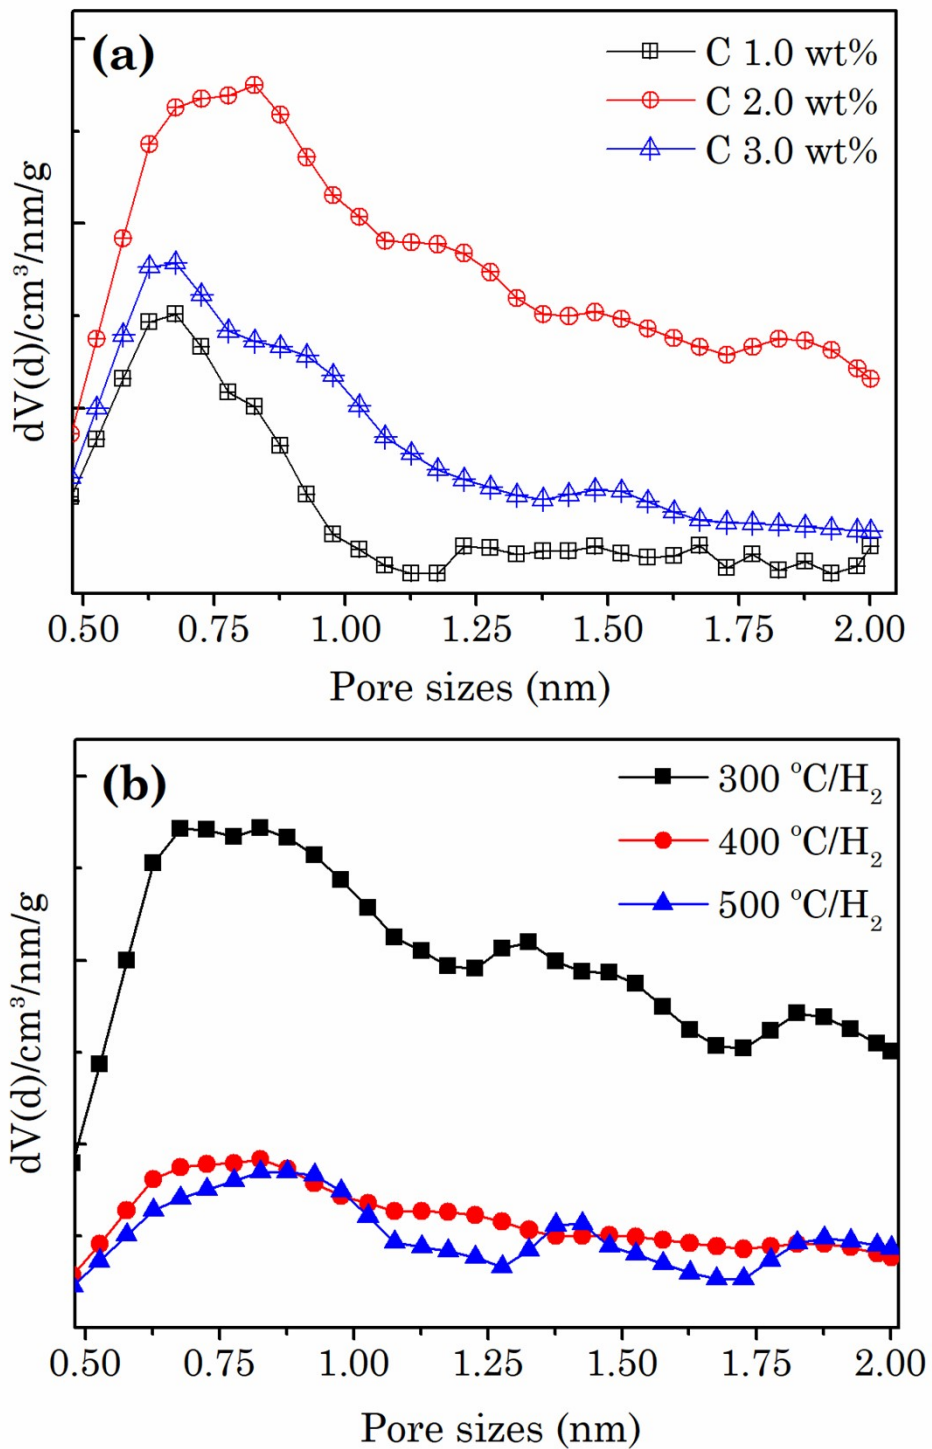 (a)
C 1.0 wt%
C 2.0 wt%
C 3.0 wt%
dV(d)/cm³/nm/g
0.50 0.75 1.00 1.25 1.50 1.75 2.00
Pore sizes (nm)
(b)
300 °C/H₂
400 °C/H₂
500 °C/H₂
dV(d)/cm³/nm/g
0.50 0.75 1.00 1.25 1.50 1.75 2.00
Pore sizes (nm)